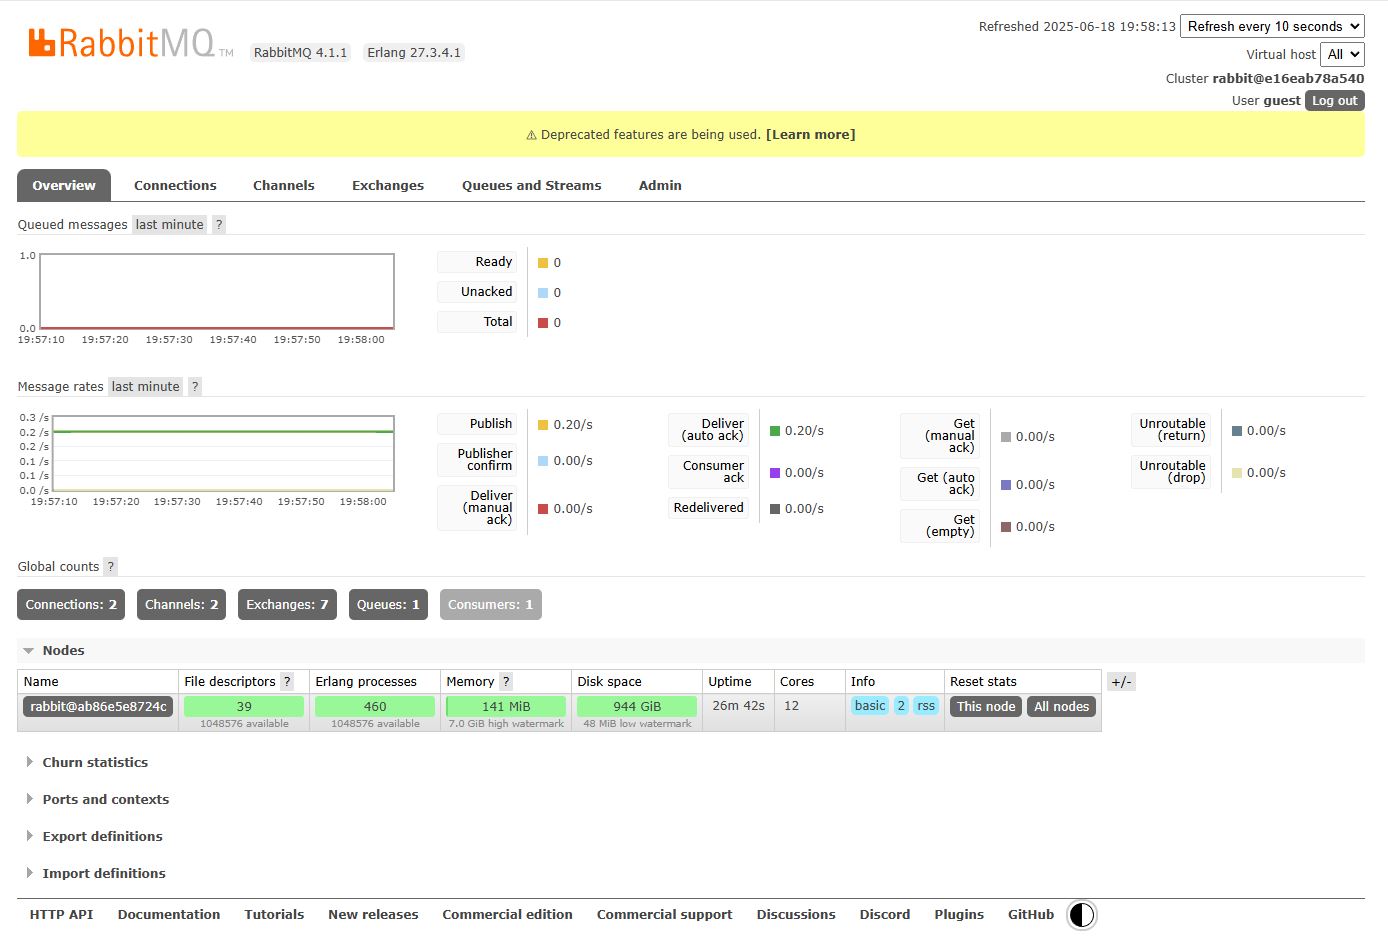 RabbitMQ TM
RabbitMQ 4.1.1 Erlang 27.3.4.1
Refreshed 2025-06-18 19:58:13 Refresh every 10 seconds
Virtual host All
Cluster rabbit@e16eab78a540
User guest Log out
⚠ Deprecated features are being used. [Learn more]
Overview Connections Channels Exchanges Queues and Streams Admin
Queued messages last minute ?
1.0
0.0
19:57:10 19:57:20 19:57:30 19:57:40 19:57:50 19:58:00
Ready 0
Unacked 0
Total 0
Message rates last minute ?
0.3 /s
0.2 /s
0.2 /s
0.1 /s
0.1 /s
0.0 /s
19:57:10 19:57:20 19:57:30 19:57:40 19:57:50 19:58:00
Publish 0.20/s
Publisher
confirm 0.00/s
Deliver
(manual
ack) 0.00/s
Deliver
(auto ack) 0.20/s
Consumer
ack 0.00/s
Redelivered 0.00/s
Get
(manual
ack) 0.00/s
Get (auto
ack) 0.00/s
Get
(empty) 0.00/s
Unroutable
(return) 0.00/s
Unroutable
(drop) 0.00/s
Global counts ?
Connections: 2 Channels: 2 Exchanges: 7 Queues: 1 Consumers: 1
Nodes
Name File descriptors ? Erlang processes Memory ? Disk space Uptime Cores Info Reset stats +/-
rabbit@ab86e5e8724c 39 460 141 MiB 944 GiB 26m 42s 12 basic 2 rss This node All nodes
1048576 available 1048576 available 7.0 GiB high watermark 48 MiB low watermark
Churn statistics
Ports and contexts
Export definitions
Import definitions
HTTP API Documentation Tutorials New releases Commercial edition Commercial support Discussions Discord Plugins GitHub